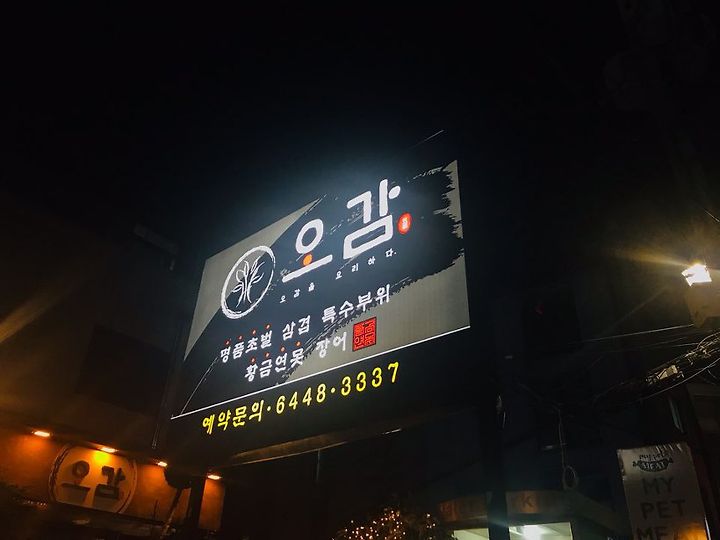 오감
오감을 요리하다.
명품초벌 삼겹 특수부위
황금연못 장어
예약문의·6448·3337
오감
MEAT
MY
PET